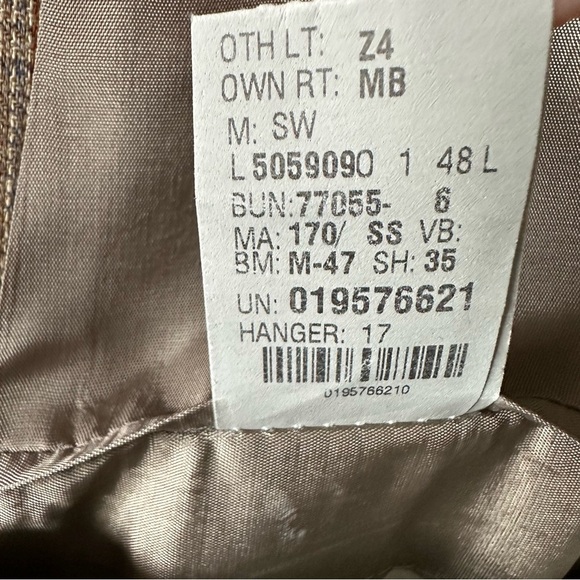 OTH LT: Z4
OWN RT: MB
M: SW
L 5059090 1 48 L
BUN:77055- 6
MA: 170/ SS VB:
BM: M-47 SH: 35
UN: 019576621
HANGER: 17
0195766210